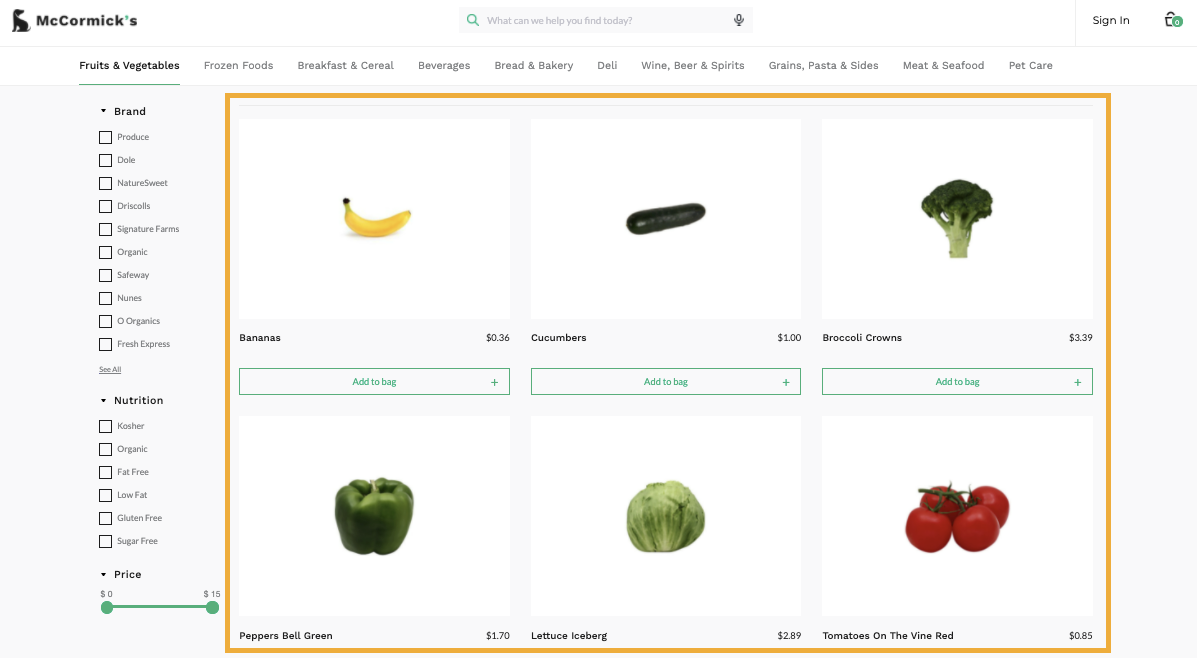 McCormick's
What can we help you find today?
Sign In
0
Fruits & Vegetables Frozen Foods Breakfast & Cereal Beverages Bread & Bakery Deli Wine, Beer & Spirits Grains, Pasta & Sides Meat & Seafood Pet Care
Brand
Produce
Dole
NatureSweet
Driscolls
Signature Farms
Organic
Safeway
Nunes
O Organics
Fresh Express
See All
Nutrition
Kosher
Organic
Fat Free
Low Fat
Gluten Free
Sugar Free
Price
$ 0 $ 15
Bananas $0.36
Add to bag +
Cucumbers $1.00
Add to bag +
Broccoli Crowns $3.39
Add to bag +
Peppers Bell Green $1.70
Lettuce Iceberg $2.89
Tomatoes On The Vine Red $0.85